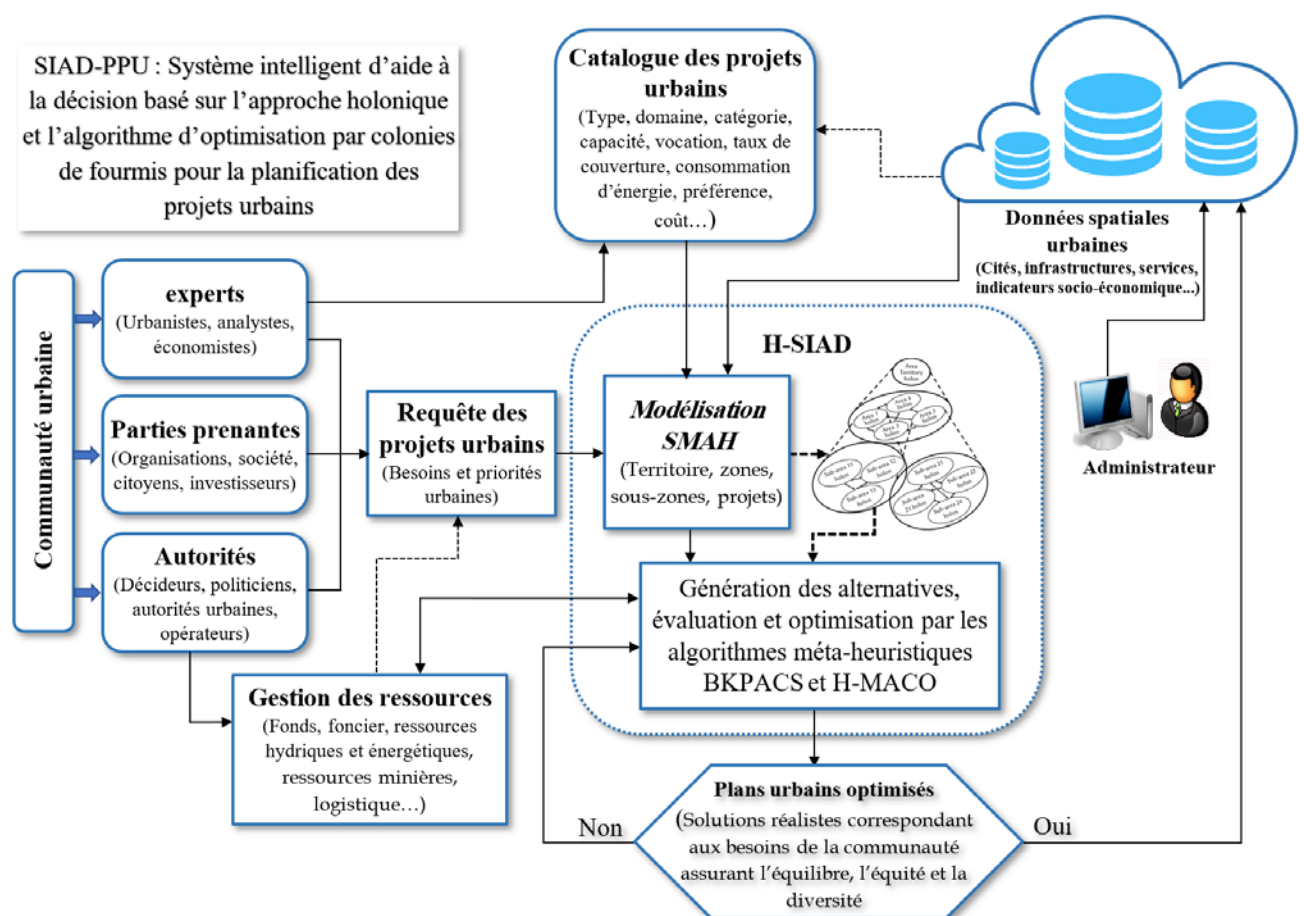 SIAD-PPU : Système intelligent d'aide à
la décision basé sur l'approche holonique
et l'algorithme d'optimisation par colonies
de fourmis pour la planification des
projets urbains
Catalogue des projets
urbains
(Type, domaine, catégorie,
capacité, vocation, taux de
couverture, consommation
d'énergie, préférence,
coût…)
Données spatiales
urbaines
(Cités, infrastructures, services,
indicateurs socio-économique...)
Administrateur
Communauté urbaine
experts
(Urbanistes, analystes,
économistes)
Parties prenantes
(Organisations, société,
citoyens, investisseurs)
Autorités
(Décideurs, politiciens,
autorités urbaines,
opérateurs)
Requête des
projets urbains
(Besoins et priorités
urbaines)
Gestion des ressources
(Fonds, foncier, ressources
hydriques et énergétiques,
ressources minières,
logistique…)
H-SIAD
Modélisation
SMAH
(Territoire, zones,
sous-zones, projets)
Area
Territory
holon
Génération des alternatives,
évaluation et optimisation par les
algorithmes méta-heuristiques
BKPACS et H-MACO
Plans urbains optimisés
(Solutions réalistes correspondant
aux besoins de la communauté
assurant l'équilibre, l'équité et la
diversité
Non
Oui